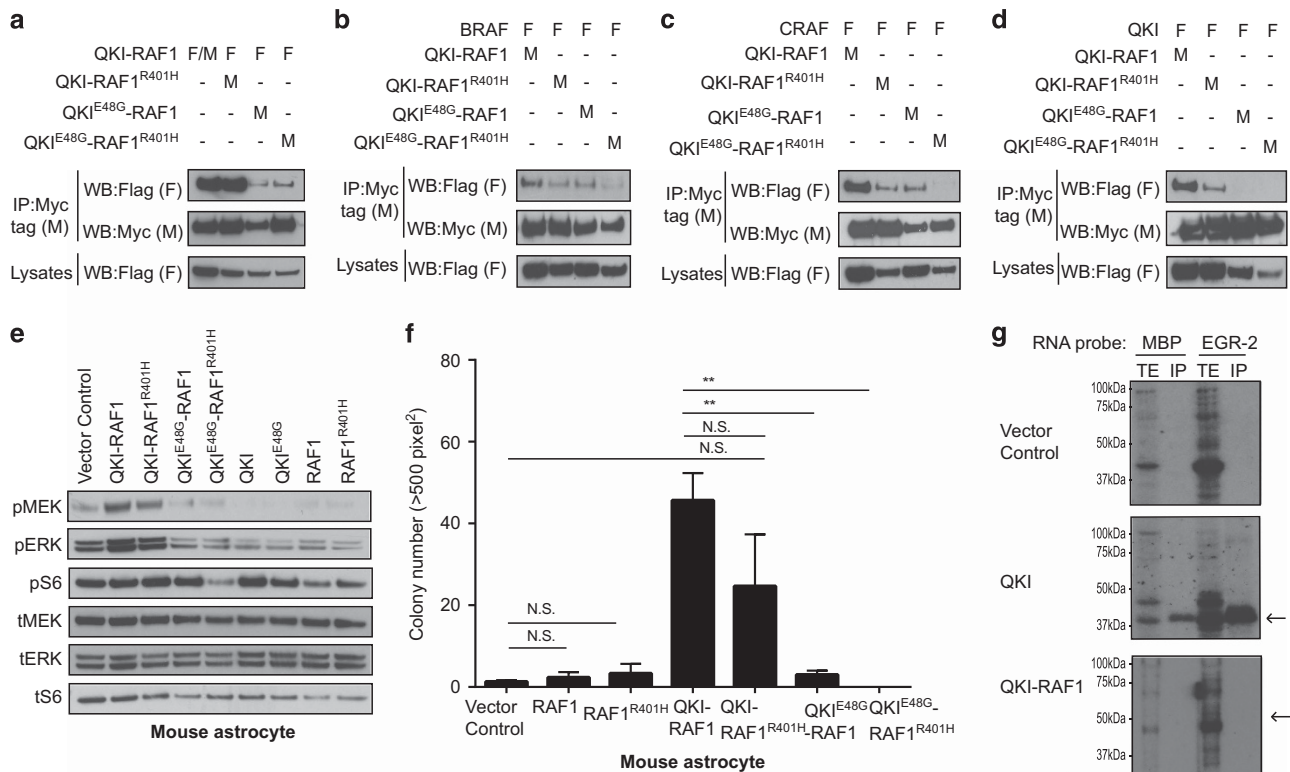 a
QKI-RAF1 F/M F F F
QKI-RAF1R401H - M - -
QKIE48G-RAF1 - - M -
QKIE48G-RAF1R401H - - - M
IP:Myc tag (M)
WB:Flag (F)
WB:Myc (M)
Lysates WB:Flag (F)
b
BRAF F F F F
QKI-RAF1 M - - -
QKI-RAF1R401H - M - -
QKIE48G-RAF1 - - M -
QKIE48G-RAF1R401H - - - M
IP:Myc tag (M)
WB:Flag (F)
WB:Myc (M)
Lysates WB:Flag (F)
c
CRAF F F F F
QKI-RAF1 M - - -
QKI-RAF1R401H - M - -
QKIE48G-RAF1 - - M -
QKIE48G-RAF1R401H - - - M
IP:Myc tag (M)
WB:Flag (F)
WB:Myc (M)
Lysates WB:Flag (F)
d
QKI F F F F
QKI-RAF1 M - - -
QKI-RAF1R401H - M - -
QKIE48G-RAF1 - - M -
QKIE48G-RAF1R401H - - - M
IP:Myc tag (M)
WB:Flag (F)
WB:Myc (M)
Lysates WB:Flag (F)
e
Vector Control
QKI-RAF1
QKI-RAF1R401H
QKIE48G-RAF1
QKIE48G-RAF1R401H
QKI
QKIE48G
RAF1
RAF1R401H
pMEK
pERK
pS6
tMEK
tERK
tS6
Mouse astrocyte
f
Colony number (>500 pixel2)
80
60
40
20
0
**
**
N.S.
N.S.
N.S.
N.S.
Vector Control
RAF1
RAF1R401H
QKI-RAF1
QKI-RAF1R401H
QKIE48G-RAF1
QKIE48G-RAF1R401H
Mouse astrocyte
g
RNA probe: MBP EGR-2
TE IP TE IP
Vector Control
100kDa
75kDa
50kDa
37kDa
QKI
100kDa
75kDa
50kDa
37kDa
←
QKI-RAF1
100kDa
75kDa
50kDa
37kDa
←